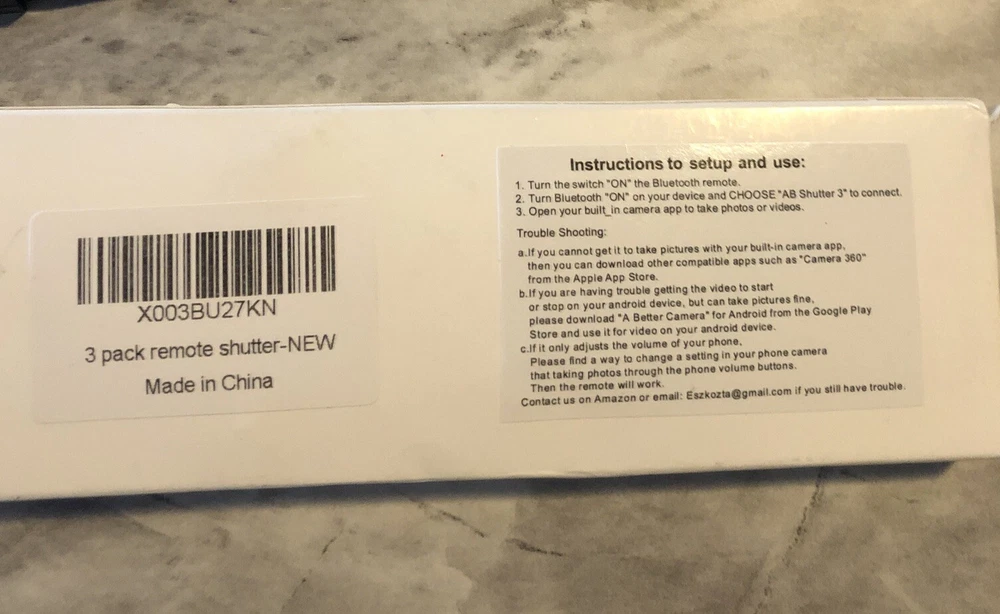 X003BU27KN
3 pack remote shutter-NEW
Made in China
Instructions to setup and use:
1. Turn the switch "ON" the Bluetooth remote.
2. Turn Bluetooth "ON" on your device and CHOOSE "AB Shutter 3" to connect.
3. Open your built_in camera app to take photos or videos.
Trouble Shooting:
a.If you cannot get it to take pictures with your built-in camera app,
then you can download other compatible apps such as "Camera 360"
from the Apple App Store.
b.If you are having trouble getting the video to start
or stop on your android device, but can take pictures fine,
please download "A Better Camera" for Android from the Google Play
Store and use it for video on your android device.
c.If it only adjusts the volume of your phone,
Please find a way to change a setting in your phone camera
that taking photos through the phone volume buttons.
Then the remote will work.
Contact us on Amazon or email: Eszkozta@gmail.com if you still have trouble.